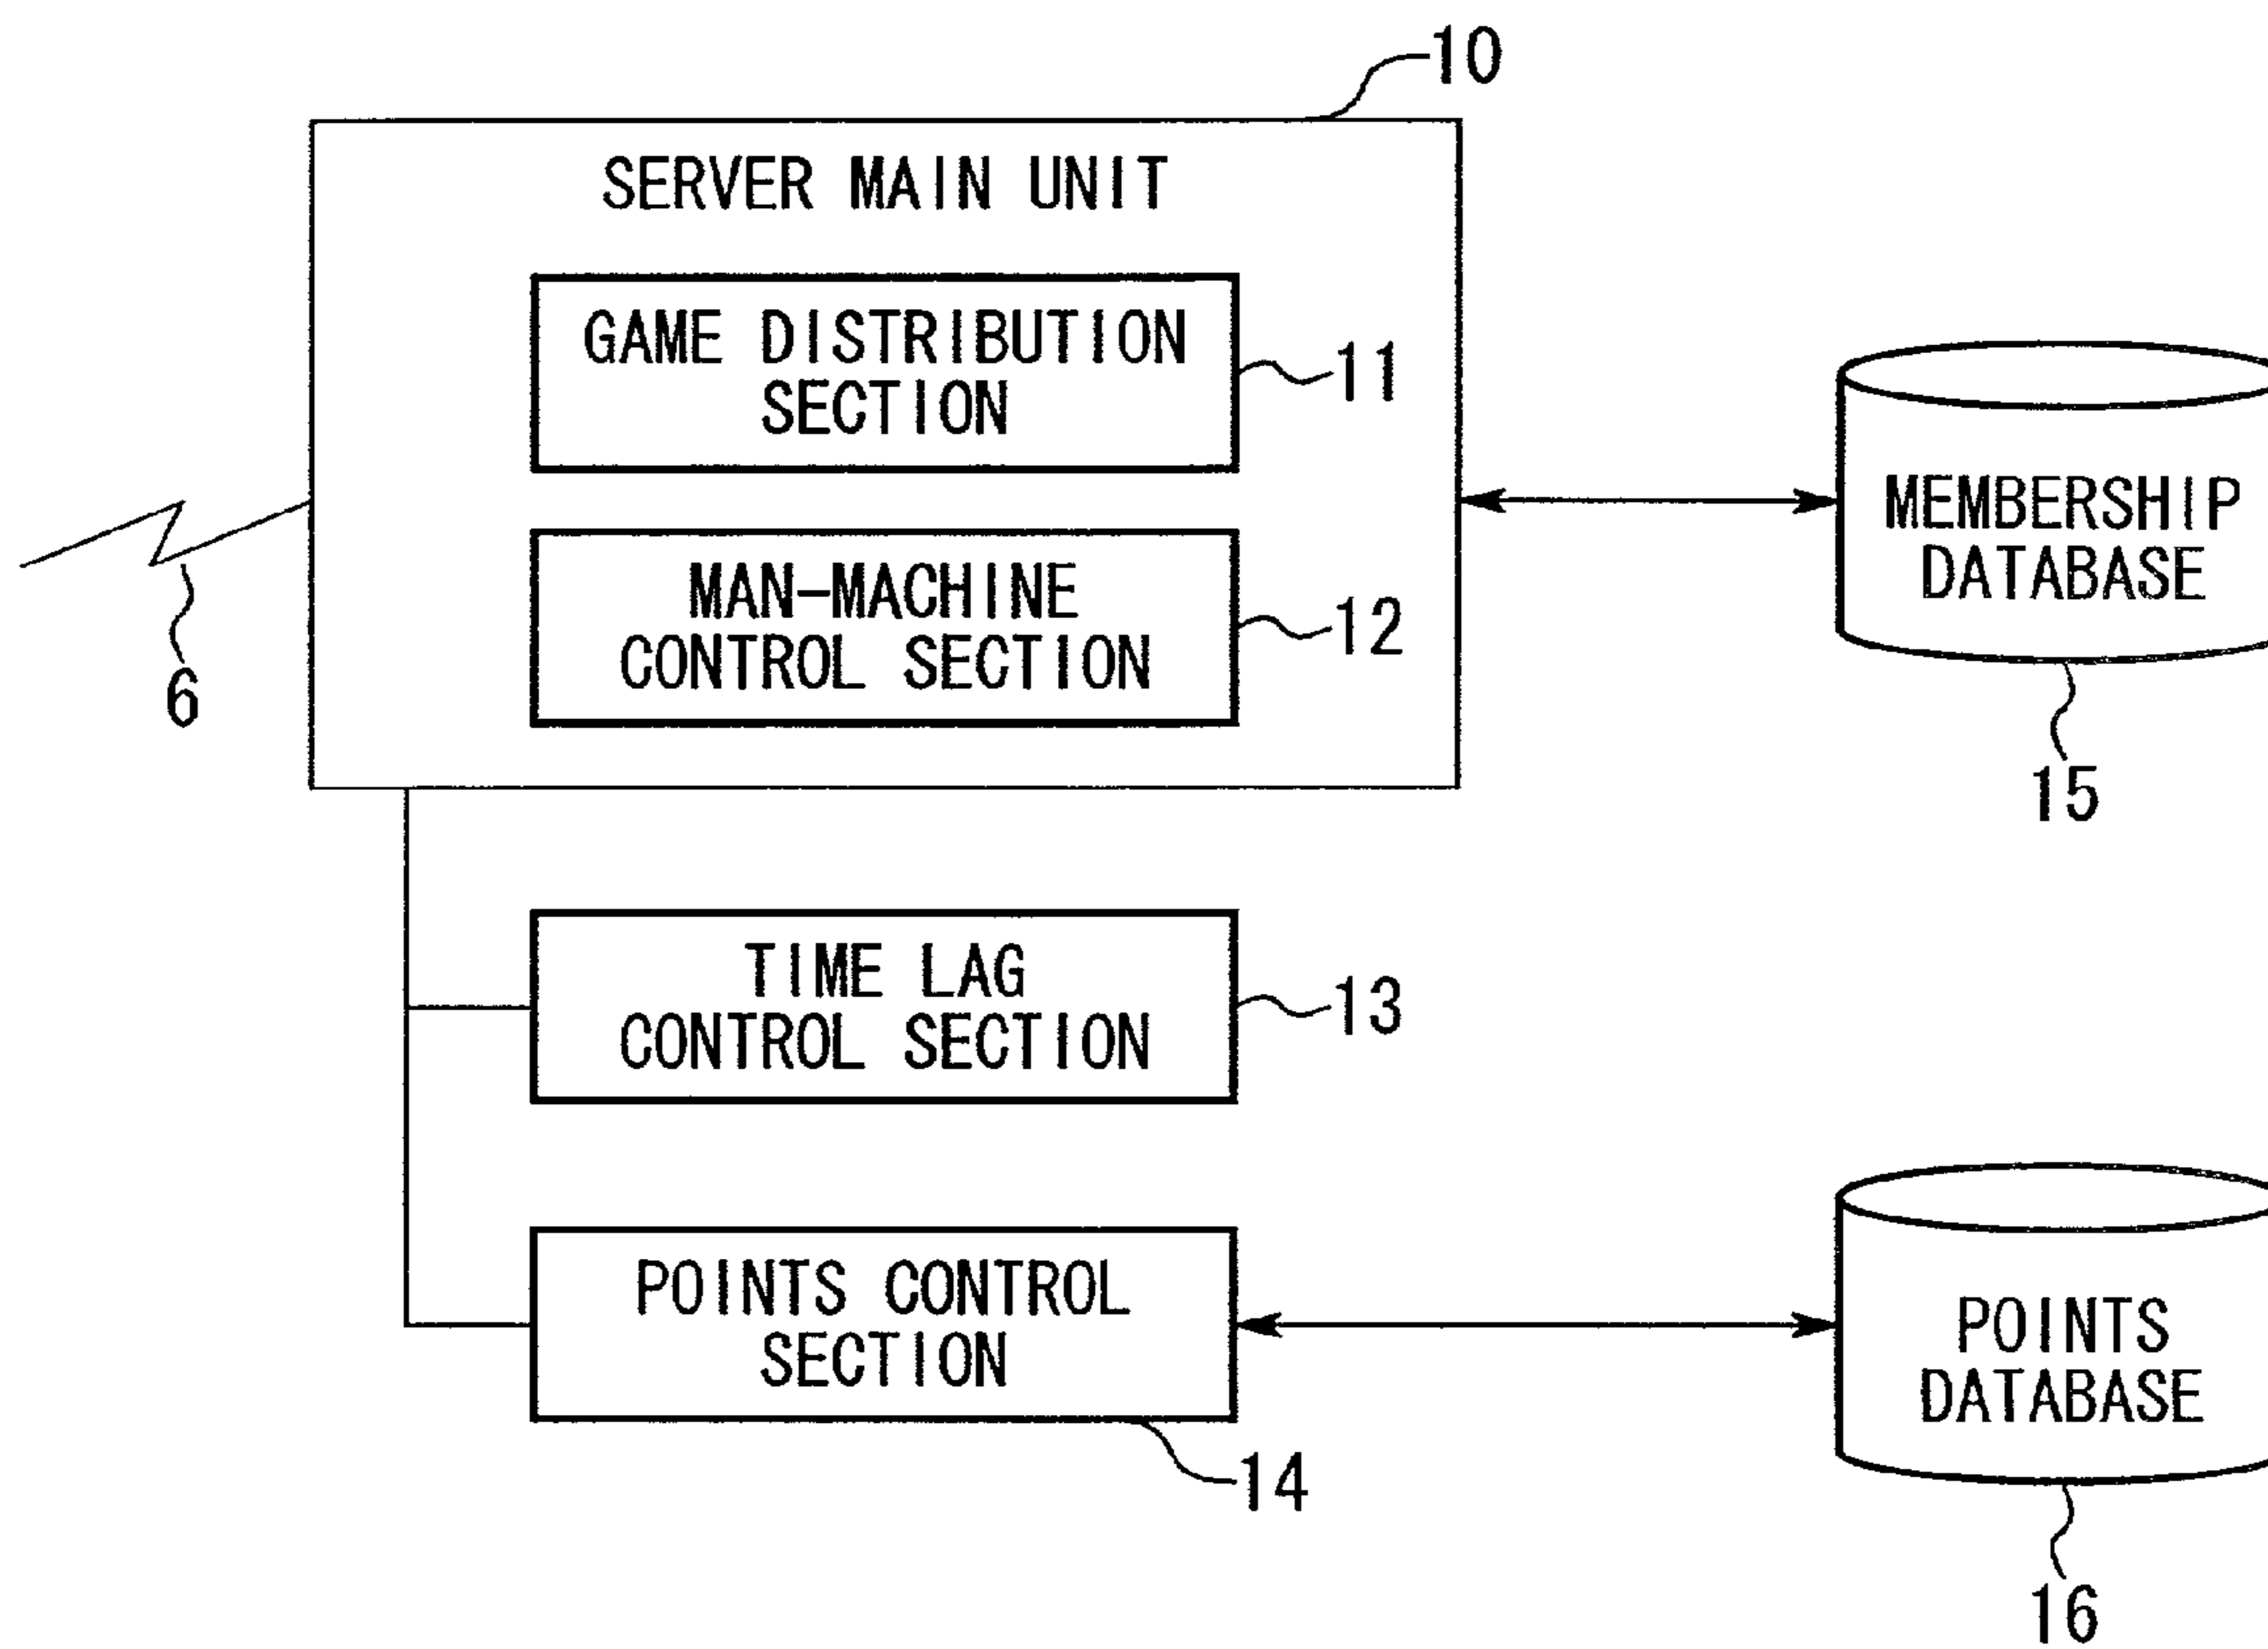 10
SERVER MAIN UNIT
GAME DISTRIBUTION
SECTION
11
MAN-MACHINE
CONTROL SECTION
12
6
MEMBERSHIP
DATABASE
15
TIME LAG
CONTROL SECTION
13
POINTS CONTROL
SECTION
14
POINTS
DATABASE
16